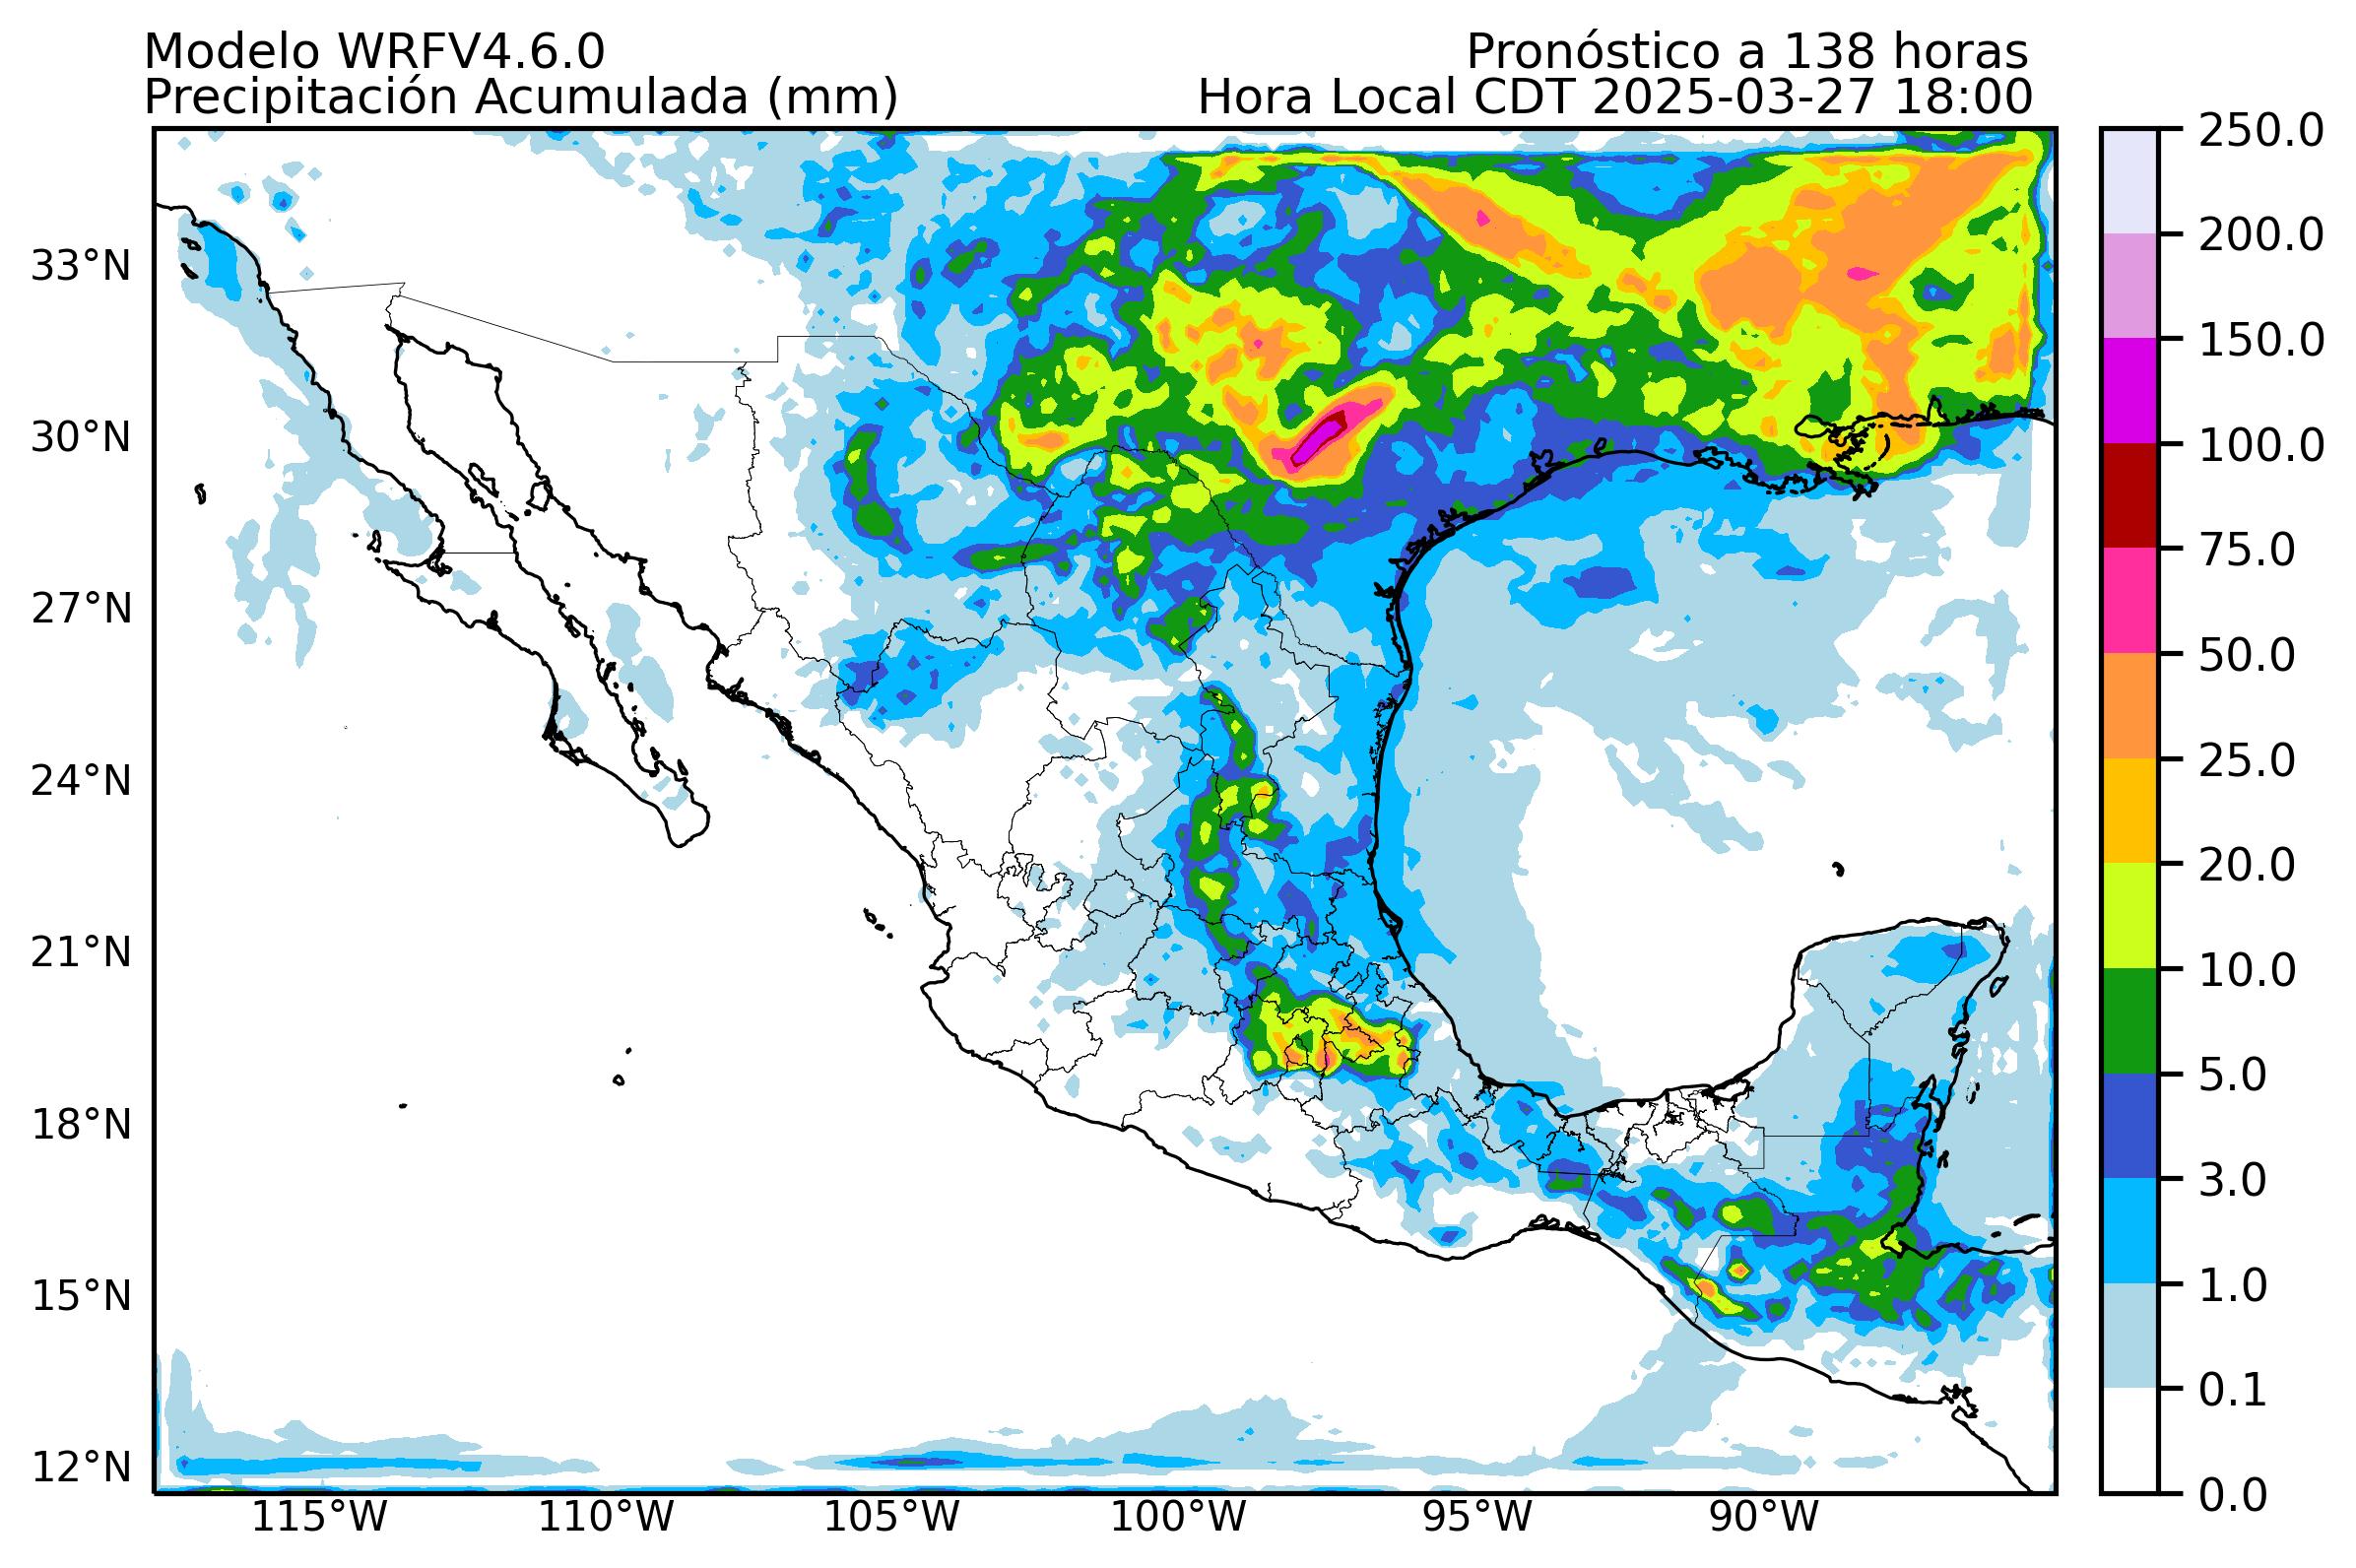 Modelo WRFV4.6.0
Pronóstico a 138 horas
Precipitación Acumulada (mm)
Hora Local CDT 2025-03-27 18:00
33°N
30°N
27°N
24°N
21°N
18°N
15°N
12°N
115°W
110°W
105°W
100°W
95°W
90°W
250.0
200.0
150.0
100.0
75.0
50.0
25.0
20.0
10.0
5.0
3.0
1.0
0.1
0.0